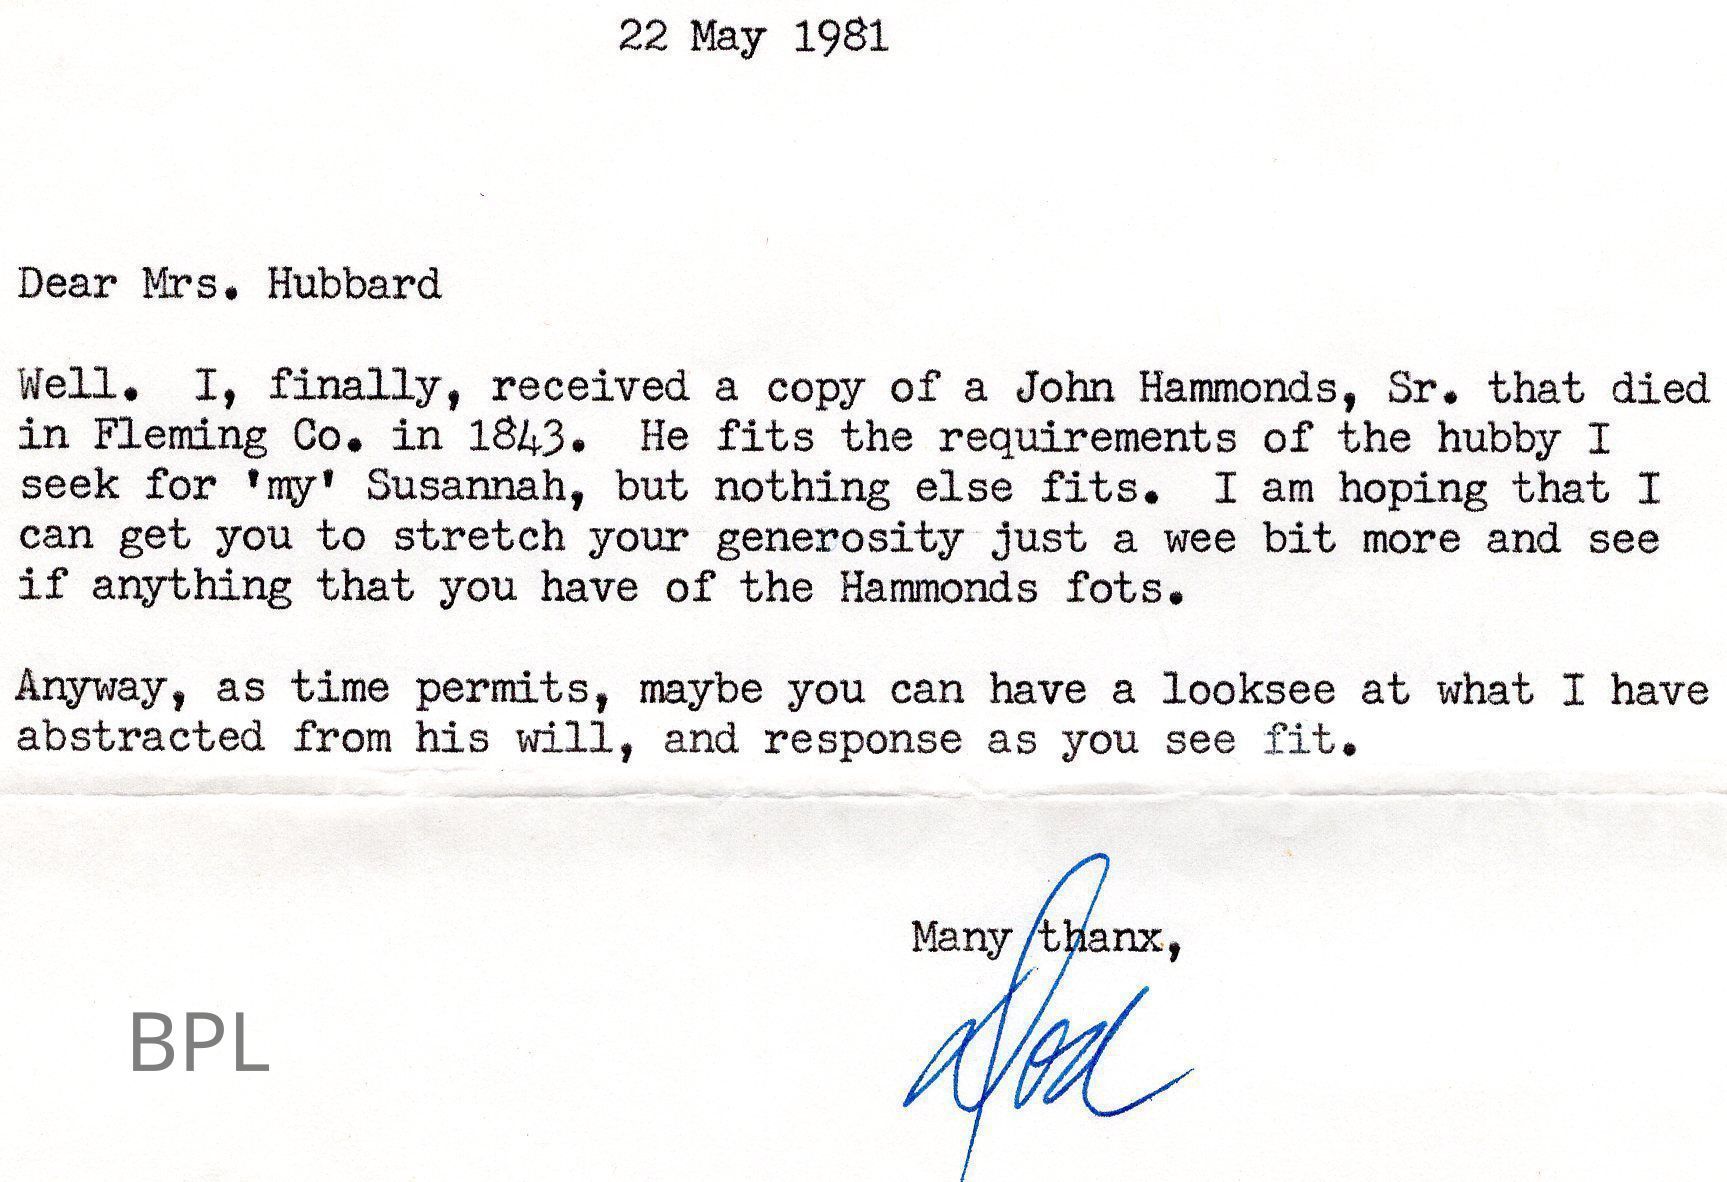 22 May 1981
Dear Mrs. Hubbard
Well.  I, finally, received a copy of a John Hammonds, Sr. that died
in Fleming Co. in 1843.  He fits the requirements of the hubby I
seek for 'my' Susannah, but nothing else fits.  I am hoping that I
can get you to stretch your generosity just a wee bit more and see
if anything that you have of the Hammonds fots.
Anyway, as time permits, maybe you can have a looksee at what I have
abstracted from his will, and response as you see fit.
Many thanx,
BPL